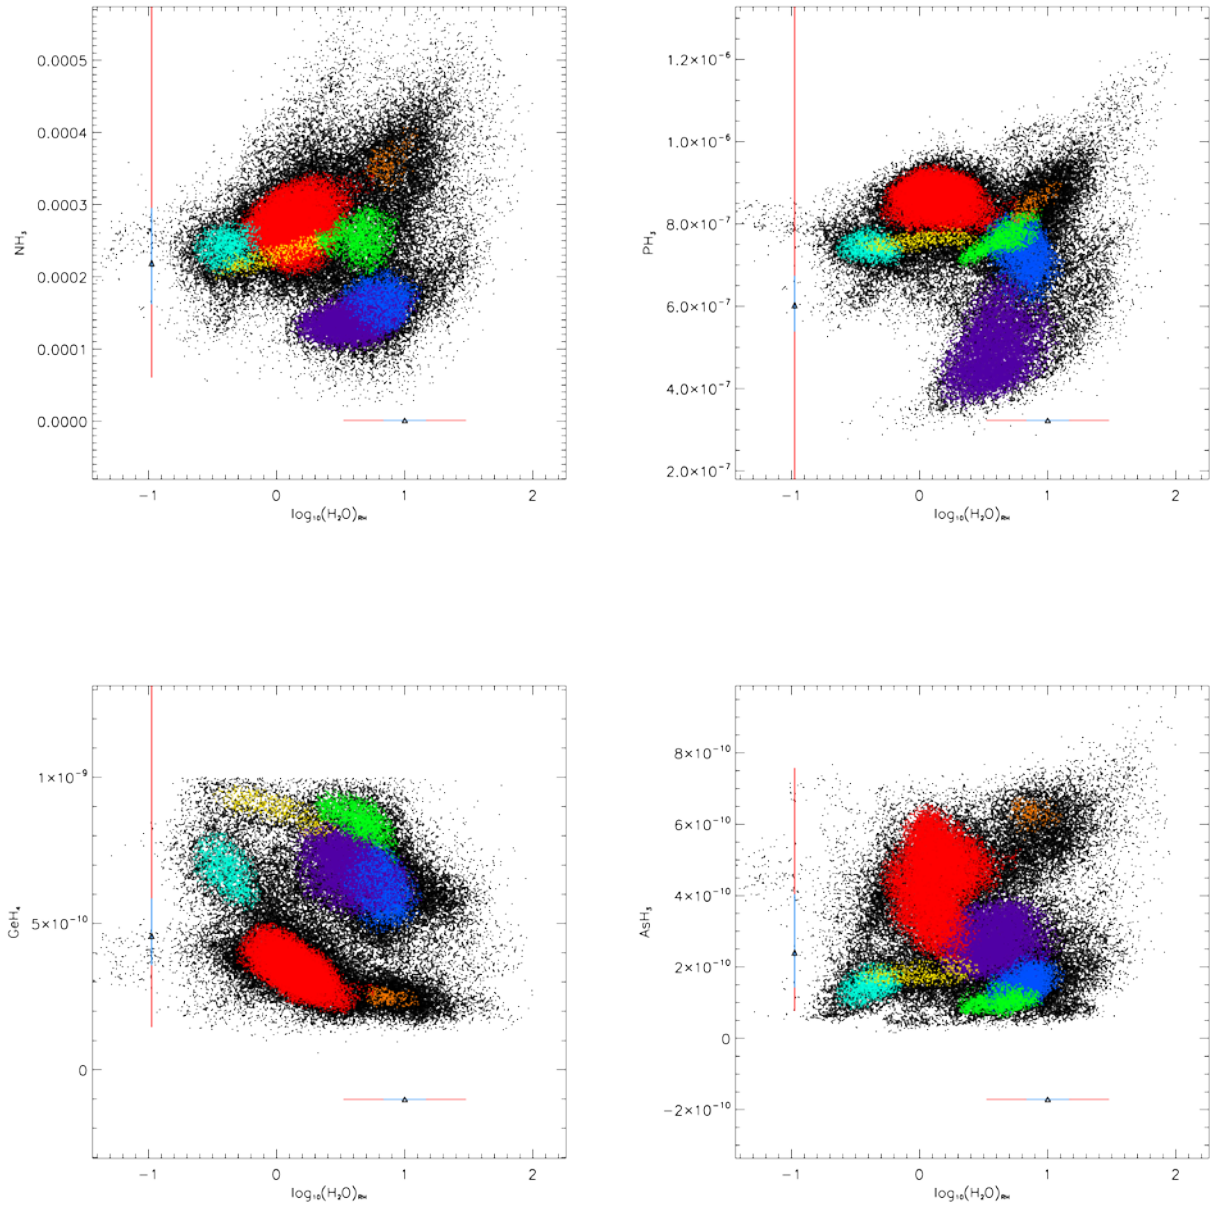 0.0005
0.0004
0.0003
0.0002
0.0001
0.0000
NH₃
−1 0 1 2
log₁₀(H₂O)RH
1.2×10⁻⁶
1.0×10⁻⁶
8.0×10⁻⁷
6.0×10⁻⁷
4.0×10⁻⁷
2.0×10⁻⁷
PH₃
−1 0 1 2
log₁₀(H₂O)RH
1×10⁻⁹
5×10⁻¹⁰
0
GeH₄
−1 0 1 2
log₁₀(H₂O)RH
8×10⁻¹⁰
6×10⁻¹⁰
4×10⁻¹⁰
2×10⁻¹⁰
0
−2×10⁻¹⁰
AsH₃
−1 0 1 2
log₁₀(H₂O)RH